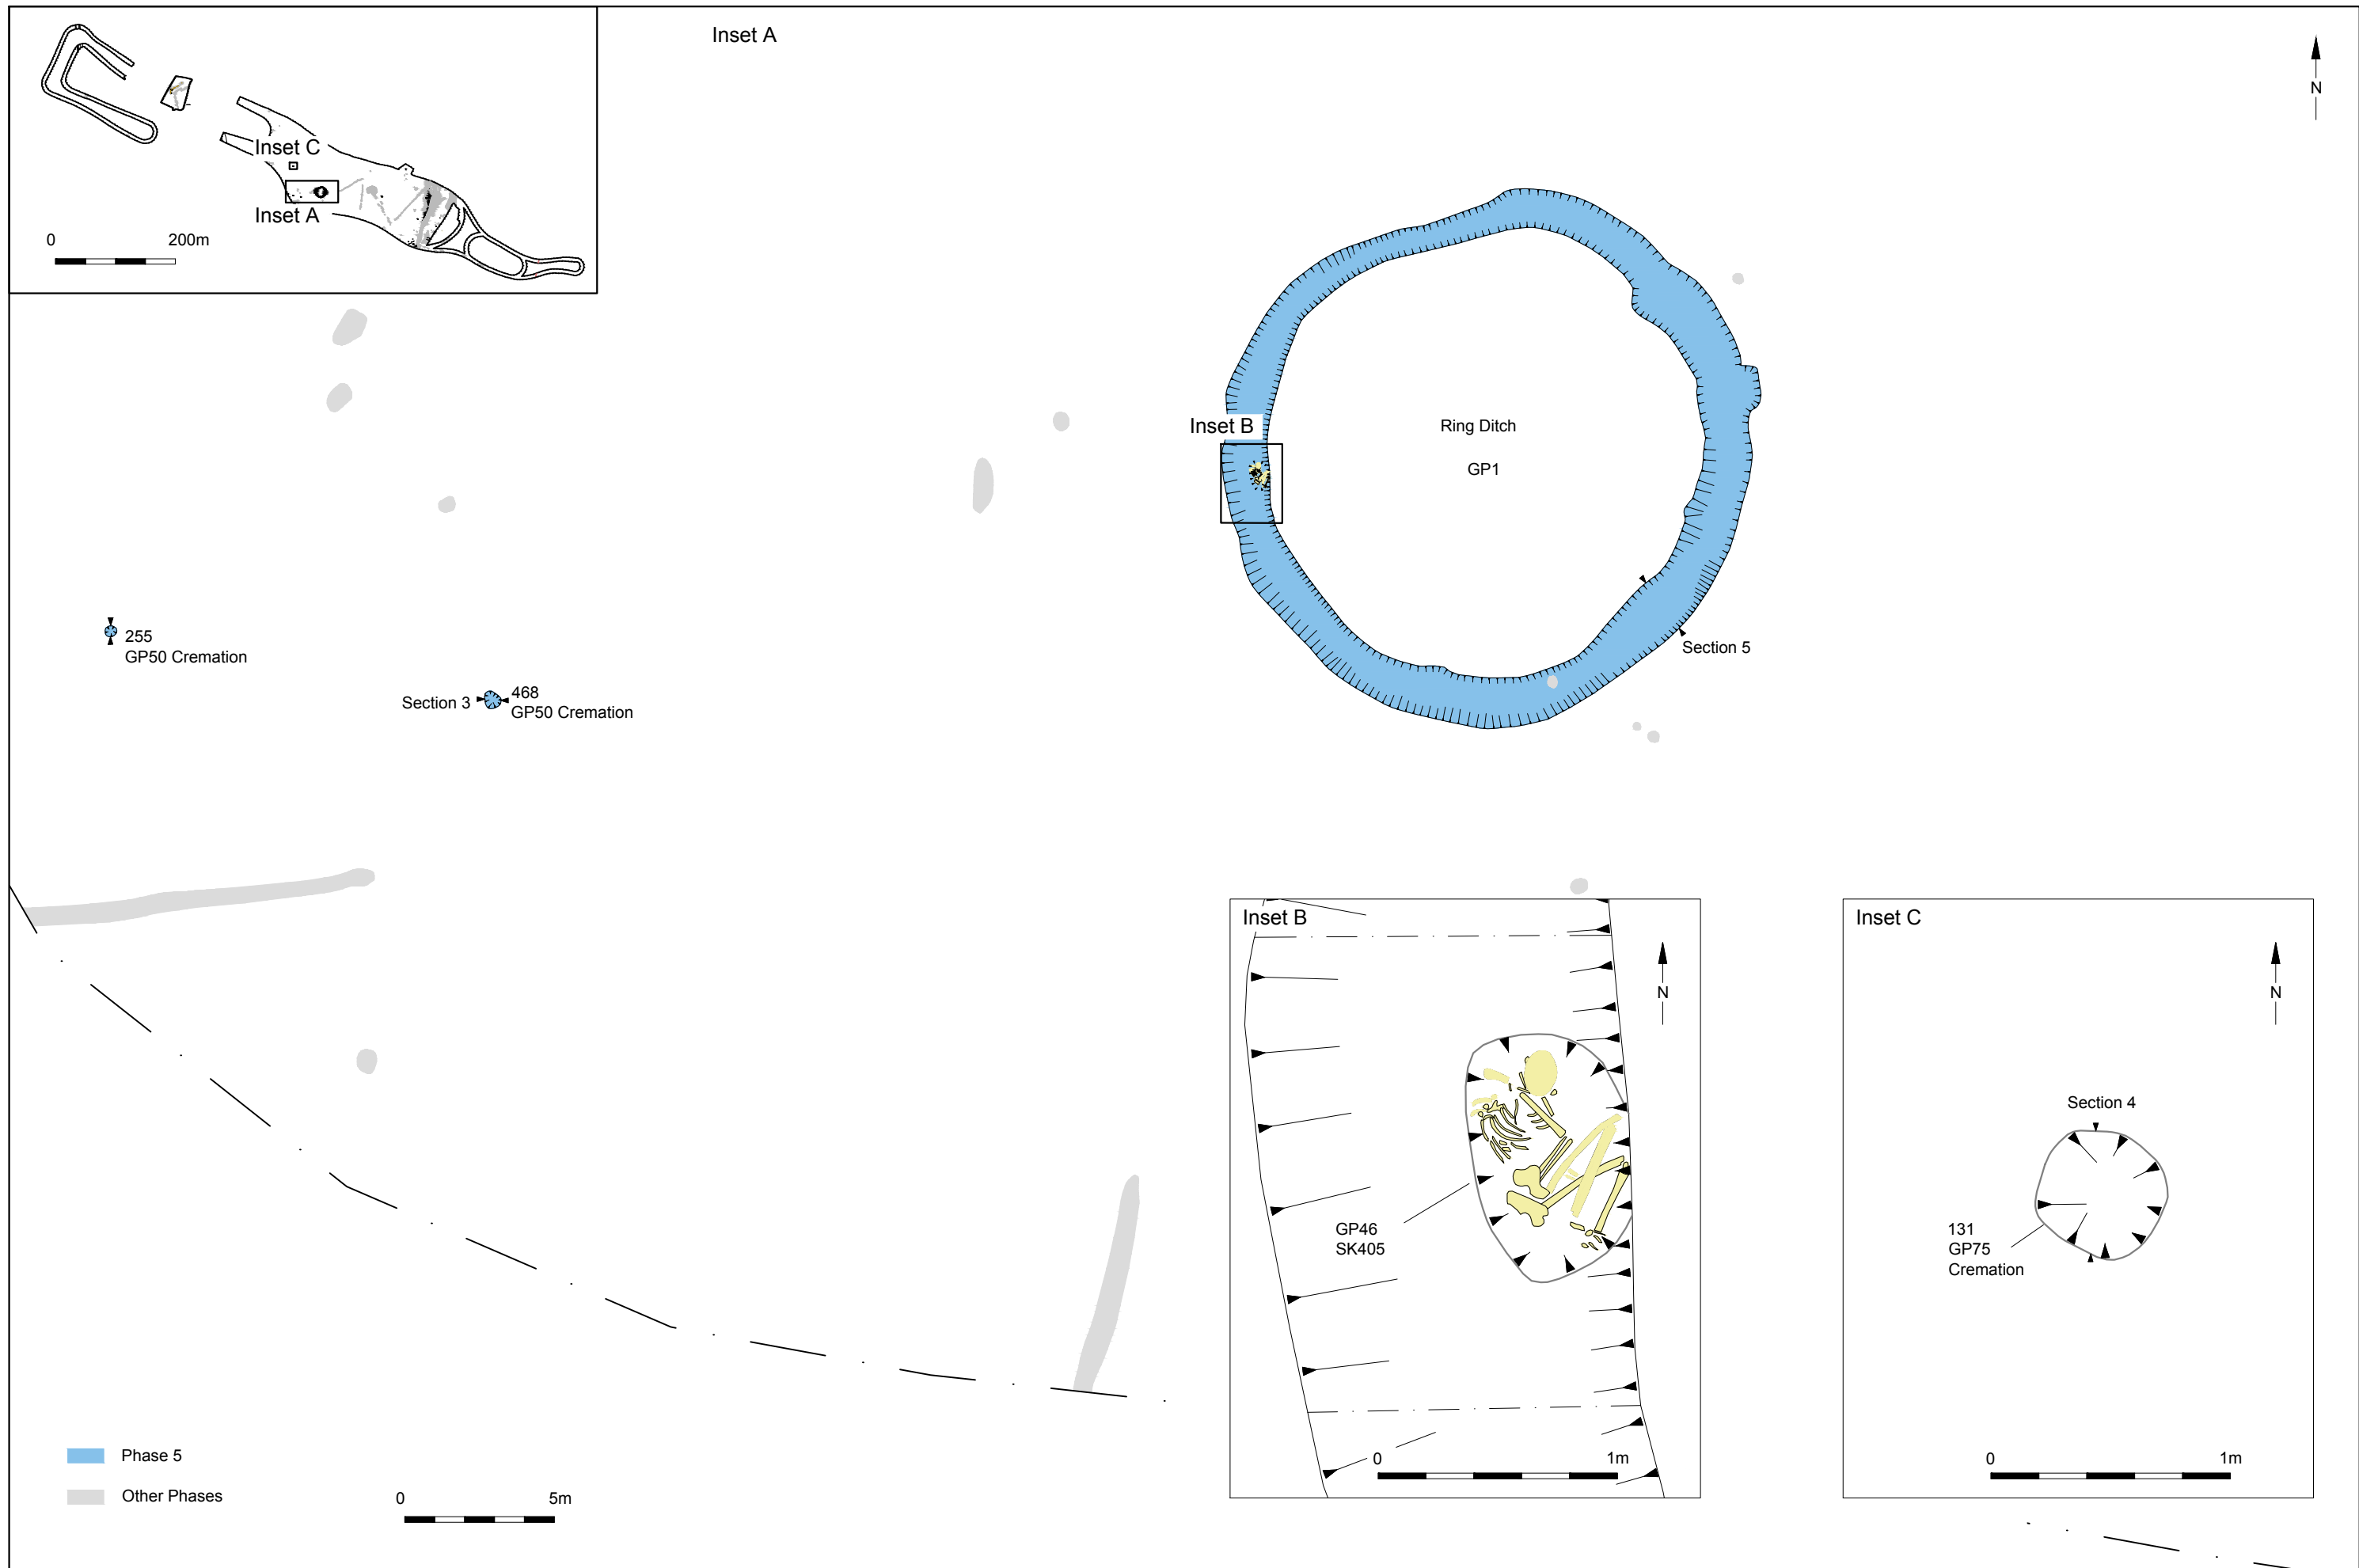 Inset A
N
Inset C
Inset A
0 200m
Inset B
Ring Ditch
GP1
255
GP50 Cremation
Section 3
468
GP50 Cremation
Section 5
Inset B
N
GP46
SK405
0 1m
Inset C
N
Section 4
131
GP75
Cremation
0 1m
Phase 5
Other Phases
0 5m